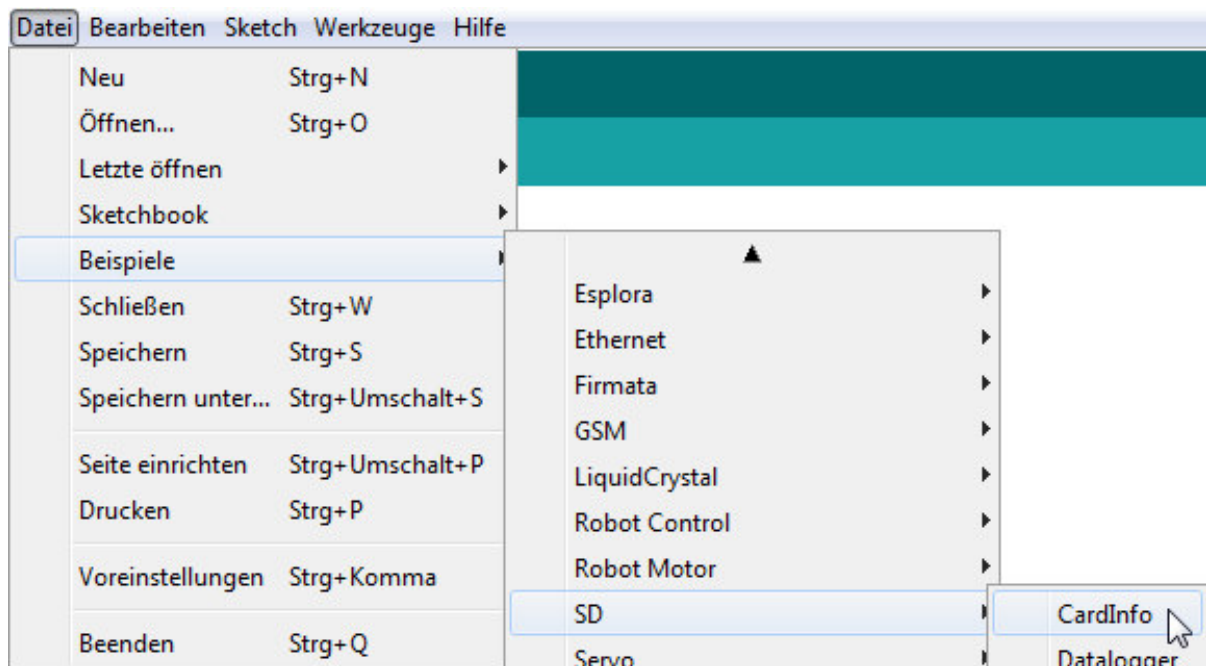 Datei Bearbeiten Sketch Werkzeuge Hilfe
Neu Strg+N
Öffnen... Strg+O
Letzte öffnen
Sketchbook
Beispiele
Schließen Strg+W
Speichern Strg+S
Speichern unter... Strg+Umschalt+S
Seite einrichten Strg+Umschalt+P
Drucken Strg+P
Voreinstellungen Strg+Komma
Beenden Strg+Q
Esplora
Ethernet
Firmata
GSM
LiquidCrystal
Robot Control
Robot Motor
SD
Servo
CardInfo
Datalogger